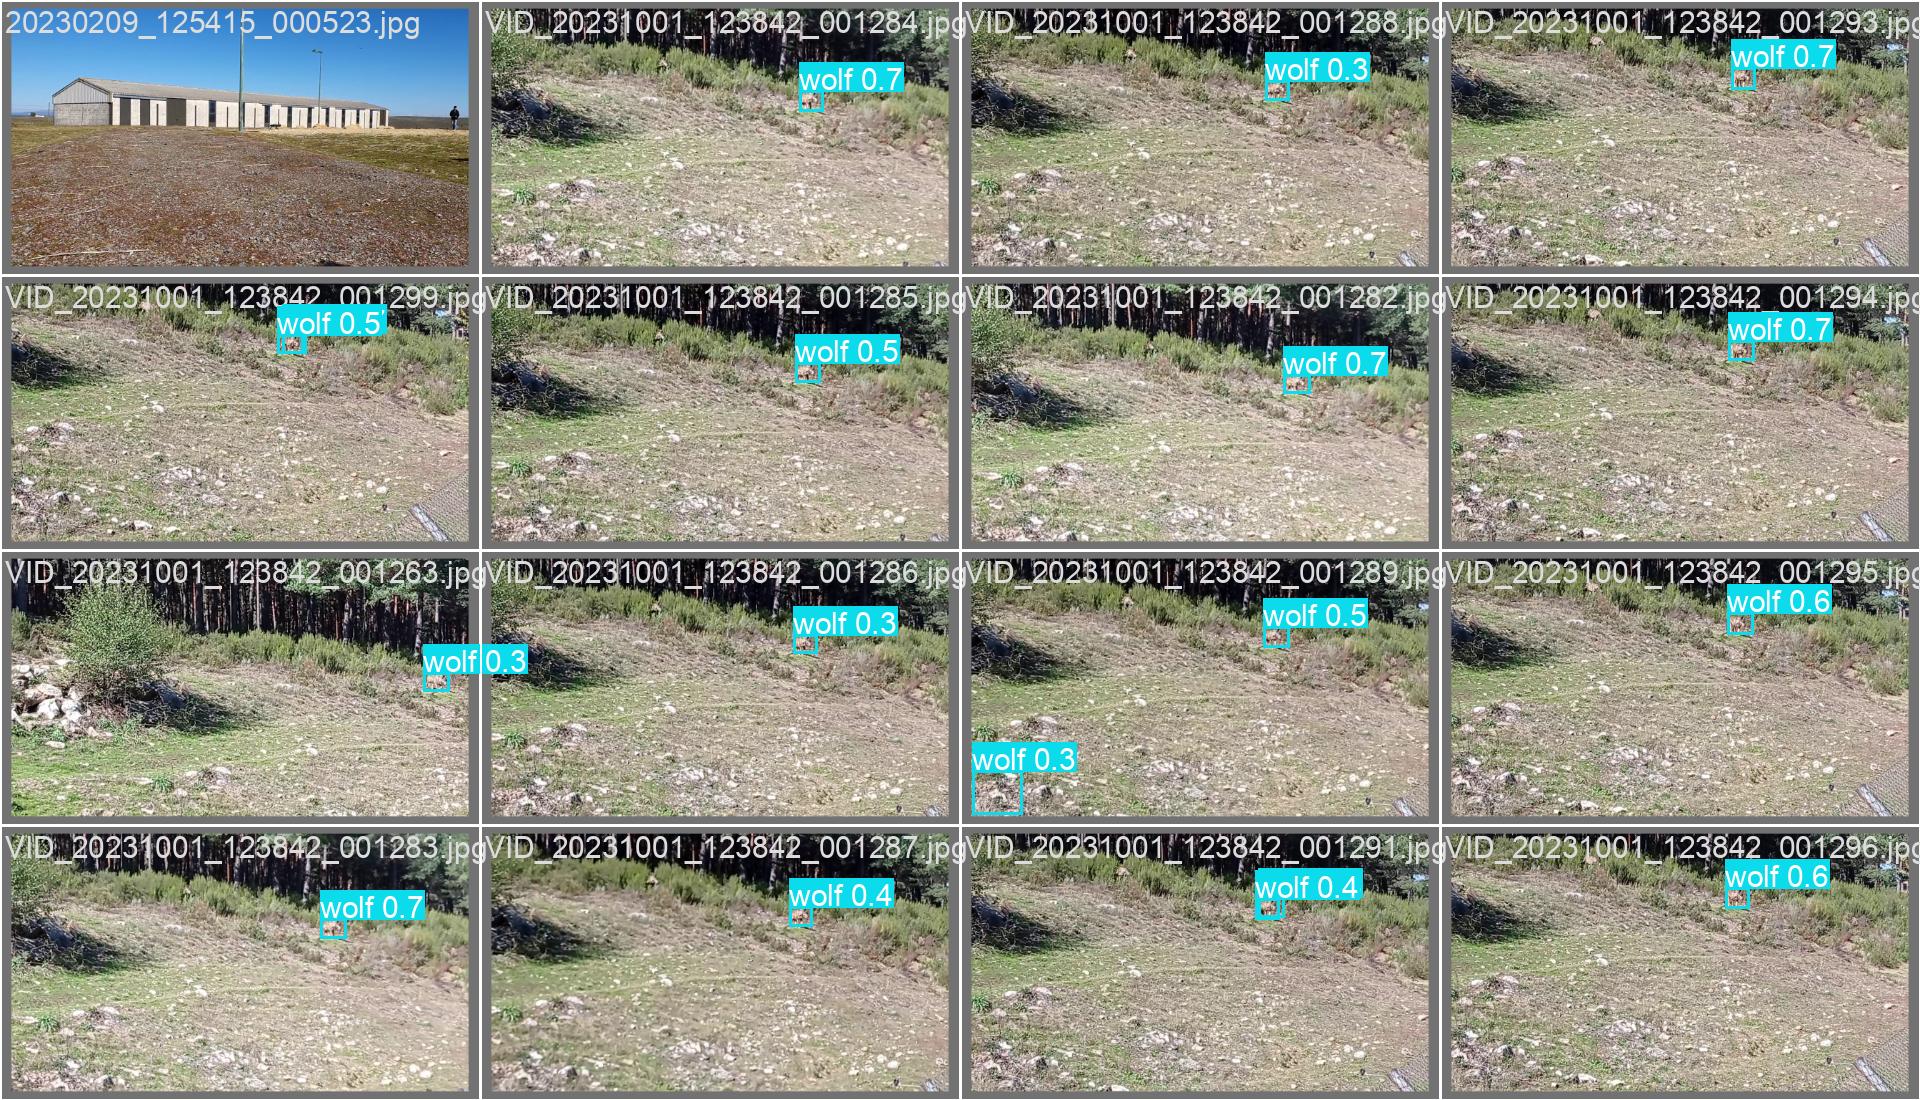 20230209_125415_000523.jpg
VID_20231001_123842_001284.jpg
wolf 0.7
VID_20231001_123842_001288.jpg
wolf 0.3
VID_20231001_123842_001293.jpg
wolf 0.7
VID_20231001_123842_001299.jpg
wolf 0.5
VID_20231001_123842_001285.jpg
wolf 0.5
VID_20231001_123842_001282.jpg
wolf 0.7
VID_20231001_123842_001294.jpg
wolf 0.7
VID_20231001_123842_001263.jpg
wolf 0.3
VID_20231001_123842_001286.jpg
wolf 0.3
VID_20231001_123842_001289.jpg
wolf 0.5
wolf 0.3
VID_20231001_123842_001295.jpg
wolf 0.6
VID_20231001_123842_001283.jpg
wolf 0.7
VID_20231001_123842_001287.jpg
wolf 0.4
VID_20231001_123842_001291.jpg
wolf 0.4
VID_20231001_123842_001296.jpg
wolf 0.6